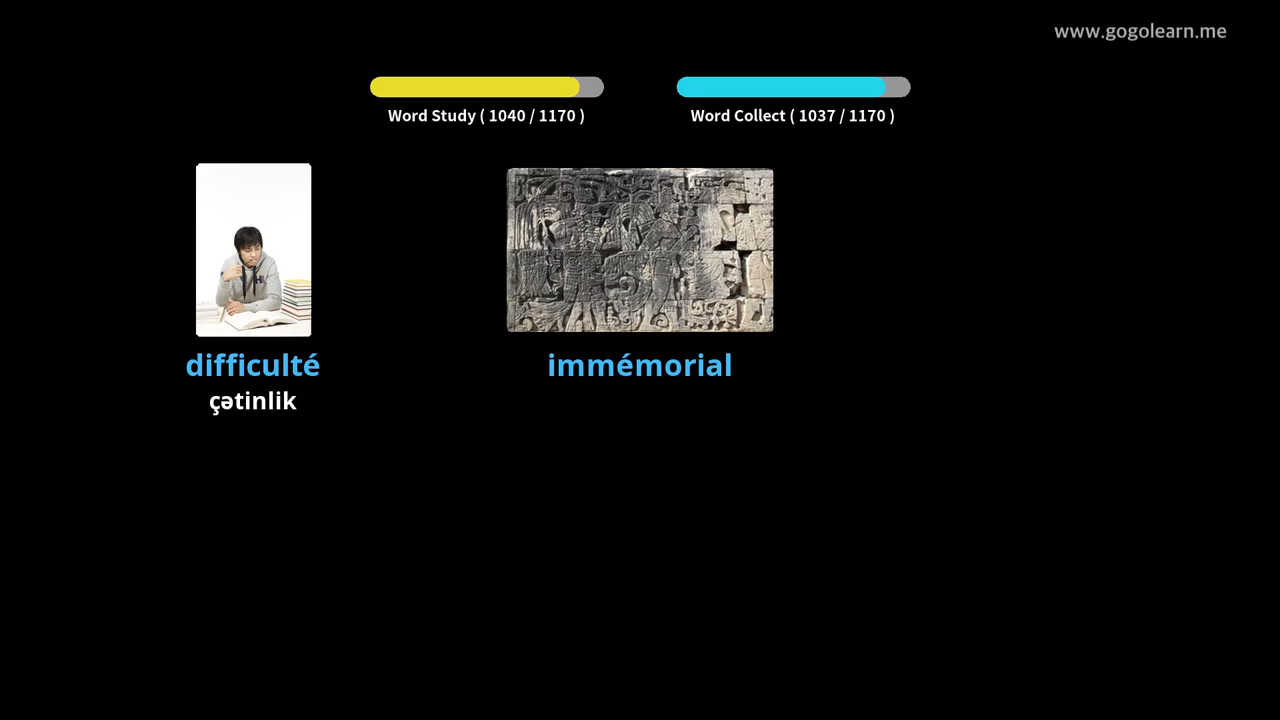 www.gogolearn.me
Word Study ( 1040 / 1170 )
Word Collect ( 1037 / 1170 )
difficulté
çətinlik
immémorial